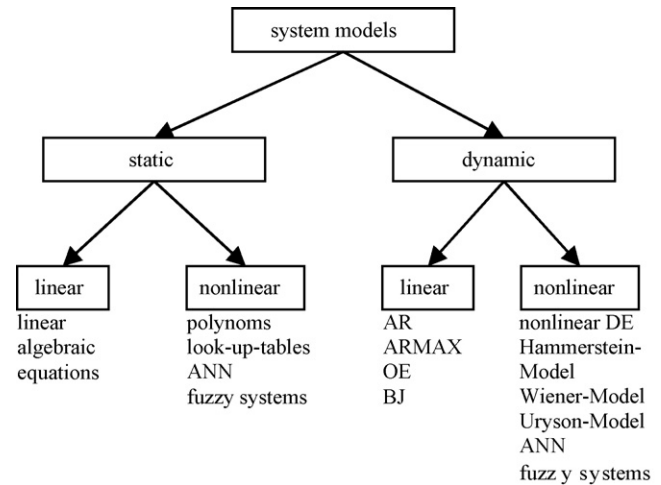 system models
static
dynamic
linear
nonlinear
linear
nonlinear
linear
algebraic
equations
polynoms
look-up-tables
ANN
fuzzy systems
AR
ARMAX
OE
BJ
nonlinear DE
Hammerstein-
Model
Wiener-Model
Uryson-Model
ANN
fuzz y systems